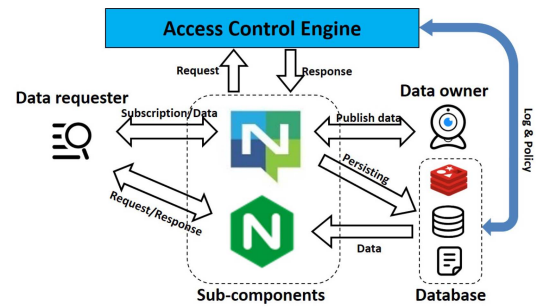 Access Control Engine
Request
Response
Data requester
Data owner
Subscription/Data
Publish data
N
Log & Policy
Persisting
Request/Response
N
Data
Sub-components
Database